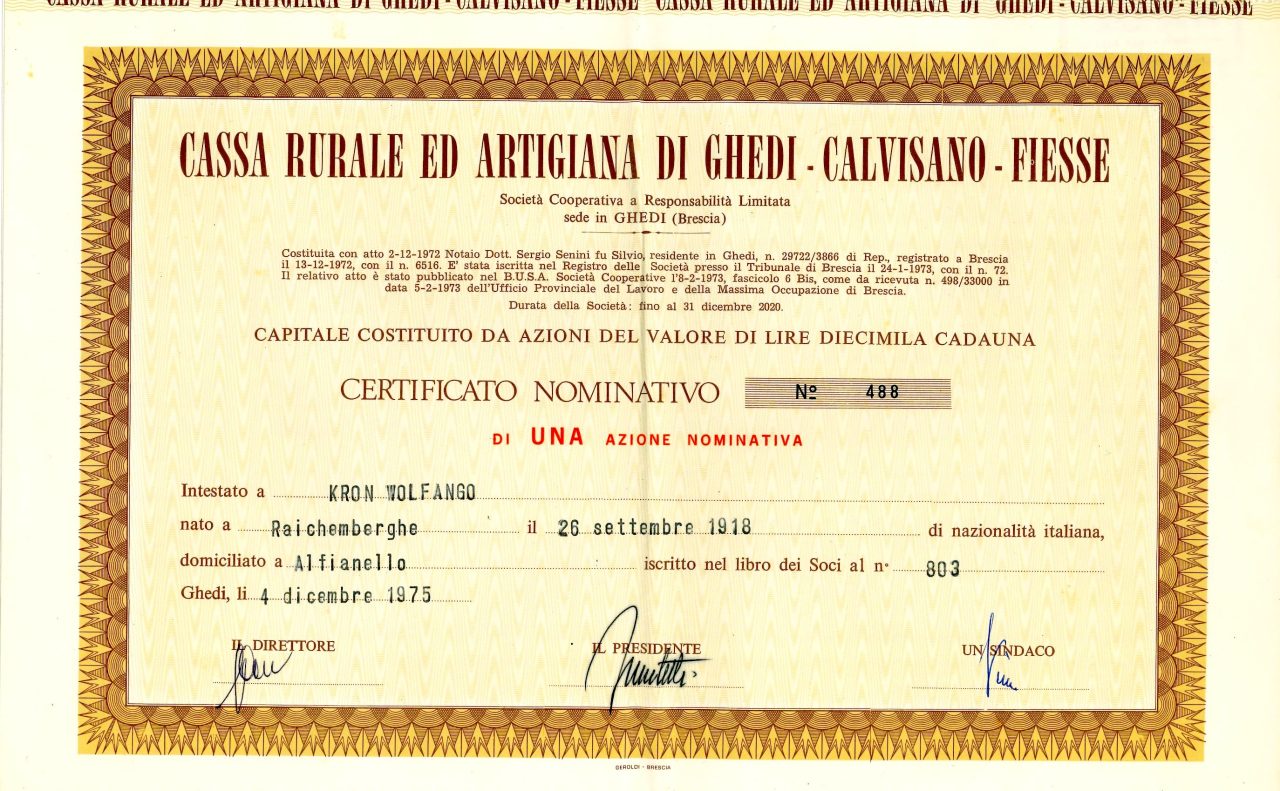 CASSA RURALE ED ARTIGIANA DI GHEDI - CALVISANO - FIESSE CASSA RURALE ED ARTIGIANA DI GHEDI - CALVISANO - FIESSE
CASSA RURALE ED ARTIGIANA DI GHEDI - CALVISANO - FIESSE
Società Cooperativa a Responsabilità Limitata
sede in GHEDI (Brescia)
Costituita con atto 2-12-1972 Notaio Dott. Sergio Senini fu Silvio, residente in Ghedi, n. 29722/3866 di Rep., registrato a Brescia
il 13-12-1972, con il n. 6516. E' stata iscritta nel Registro delle Società presso il Tribunale di Brescia il 24-1-1973, con il n. 72.
Il relativo atto è stato pubblicato nel B.U.S.A. Società Cooperative l'8-2-1973, fascicolo 6 Bis, come da ricevuta n. 498/33000 in
data 5-2-1973 dell'Ufficio Provinciale del Lavoro e della Massima Occupazione di Brescia.
Durata della Società: fino al 31 dicembre 2020.
CAPITALE COSTITUITO DA AZIONI DEL VALORE DI LIRE DIECIMILA CADAUNA
CERTIFICATO NOMINATIVO Nº 488
DI UNA AZIONE NOMINATIVA
Intestato a KRON WOLFANGO
nato a Raichemberghe il 26 settembre 1918 di nazionalità italiana,
domiciliato a Alfianello iscritto nel libro dei Soci al n° 803
Ghedi, li 4 dicembre 1975
IL DIRETTORE IL PRESIDENTE UN SINDACO
GEROLDI - BRESCIA